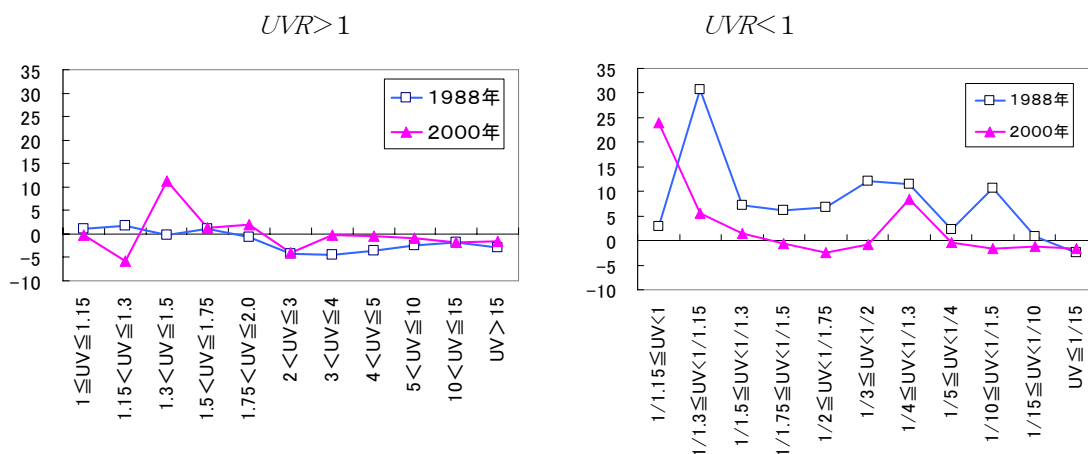 UVR＞1
35
30
25
20
15
10
5
0
-5
-10
1988年
2000年
1≦UV≦1.15
1.15＜UV≦1.3
1.3＜UV≦1.5
1.5＜UV≦1.75
1.75＜UV≦2.0
2＜UV≦3
3＜UV≦4
4＜UV≦5
5＜UV≦10
10＜UV≦15
UV＞15
UVR＜1
35
30
25
20
15
10
5
0
-5
-10
1988年
2000年
1/1.15≦UV＜1
1/1.3≦UV＜1/1.15
1/1.5≦UV＜1/1.3
1/1.75≦UV＜1/1.5
1/2≦UV＜1/1.75
1/3≦UV＜1/2
1/4≦UV＜1/1.3
1/5≦UV＜1/4
1/10≦UV＜1/1.5
1/15≦UV＜1/10
UV≦1/15